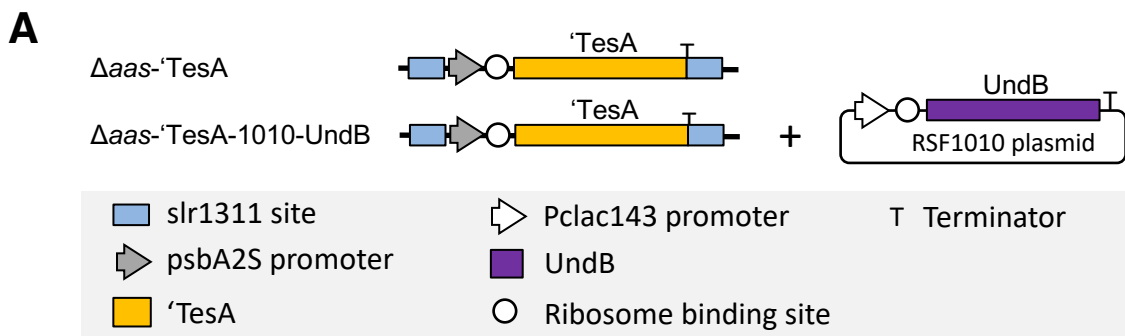 A
Δaas-‘TesA
‘TesA
T
Δaas-‘TesA-1010-UndB
‘TesA
T
+
UndB
T
RSF1010 plasmid
slr1311 site
Pclac143 promoter
T Terminator
psbA2S promoter
UndB
‘TesA
Ribosome binding site